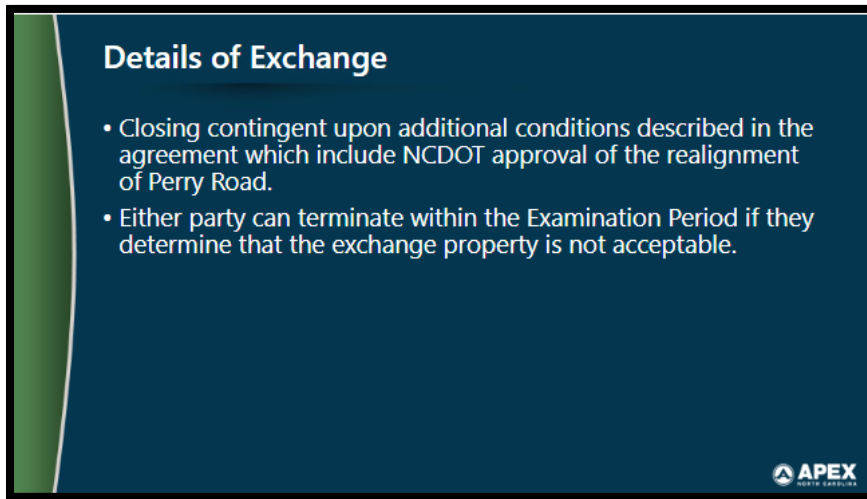 Details of Exchange
• Closing contingent upon additional conditions described in the
agreement which include NCDOT approval of the realignment
of Perry Road.
• Either party can terminate within the Examination Period if they
determine that the exchange property is not acceptable.
APEX
NORTH CAROLINA